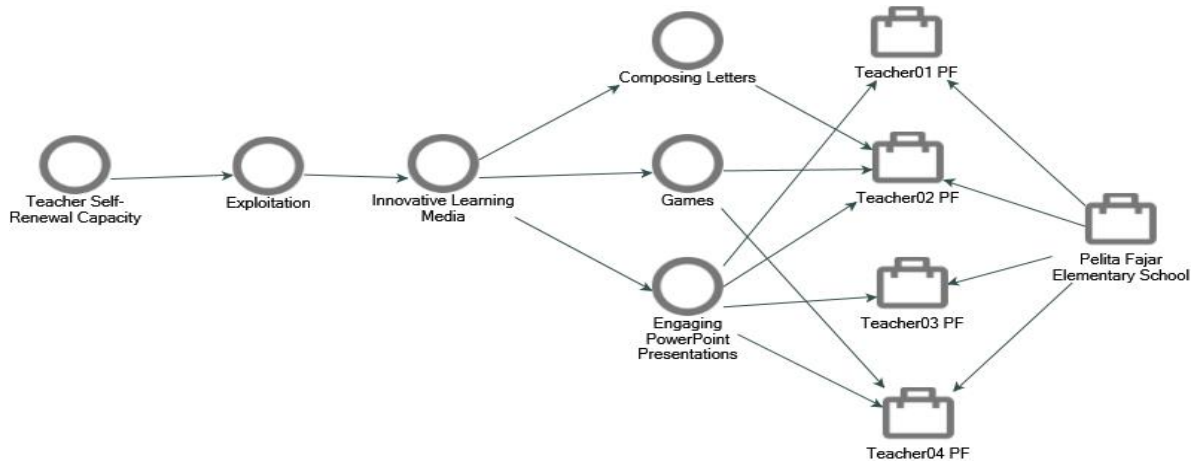 Composing Letters
Teacher01 PF
Teacher Self-
Renewal Capacity
Exploitation
Innovative Learning
Media
Games
Teacher02 PF
Pelita Fajar
Elementary School
Engaging
PowerPoint
Presentations
Teacher03 PF
Teacher04 PF